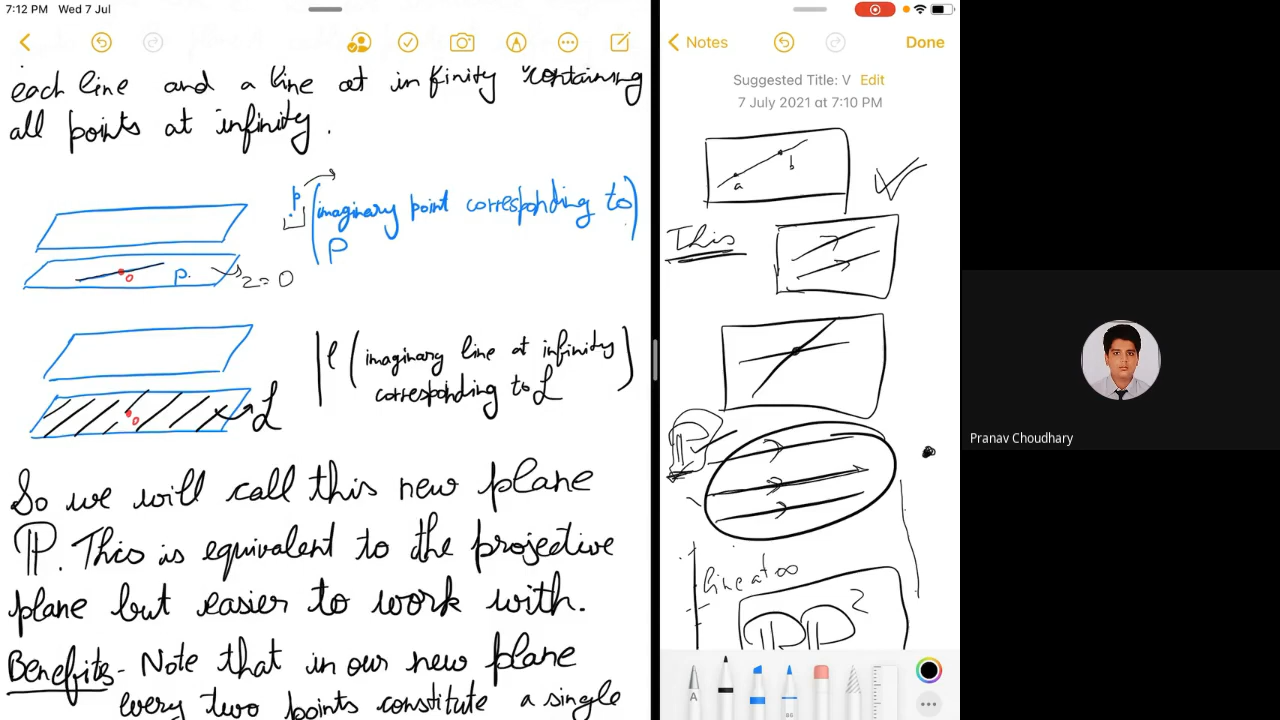 7:12 PM Wed 7 Jul
each line and a line at infinity containing
all points at infinity.
P (imaginary point corresponding to)
P
O P. z=0
l (imaginary line at infinity
corresponding to L)
O L
So we will call this new plane
ℙ. This is equivalent to the projective
plane but easier to work with.
Benefits - Note that in our new plane
every two points constitute a single
Notes Done
Suggested Title: V Edit
7 July 2021 at 7:10 PM
a b
This
ℙ
line at ∞
ℙℙ²
A
Pranav Choudhary